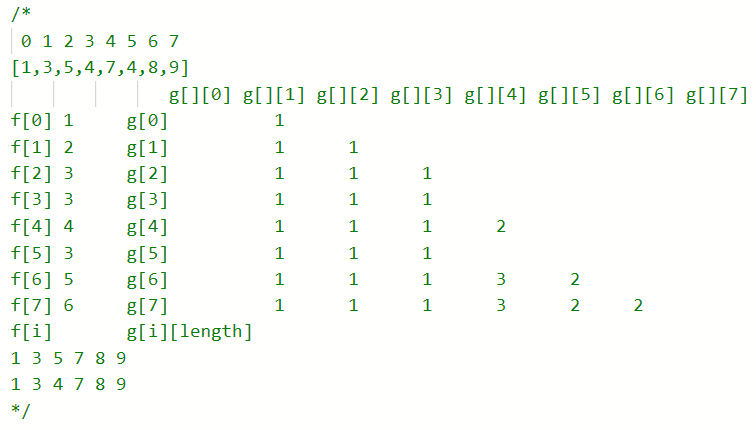 /*
0 1 2 3 4 5 6 7
[1,3,5,4,7,4,8,9]
g[][0] g[][1] g[][2] g[][3] g[][4] g[][5] g[][6] g[][7]
f[0] 1 g[0] 1
f[1] 2 g[1] 1 1
f[2] 3 g[2] 1 1 1
f[3] 3 g[3] 1 1 1
f[4] 4 g[4] 1 1 1 2
f[5] 3 g[5] 1 1 1
f[6] 5 g[6] 1 1 1 3 2
f[7] 6 g[7] 1 1 1 3 2 2
f[i] g[i][length]
1 3 5 7 8 9
1 3 4 7 8 9
*/